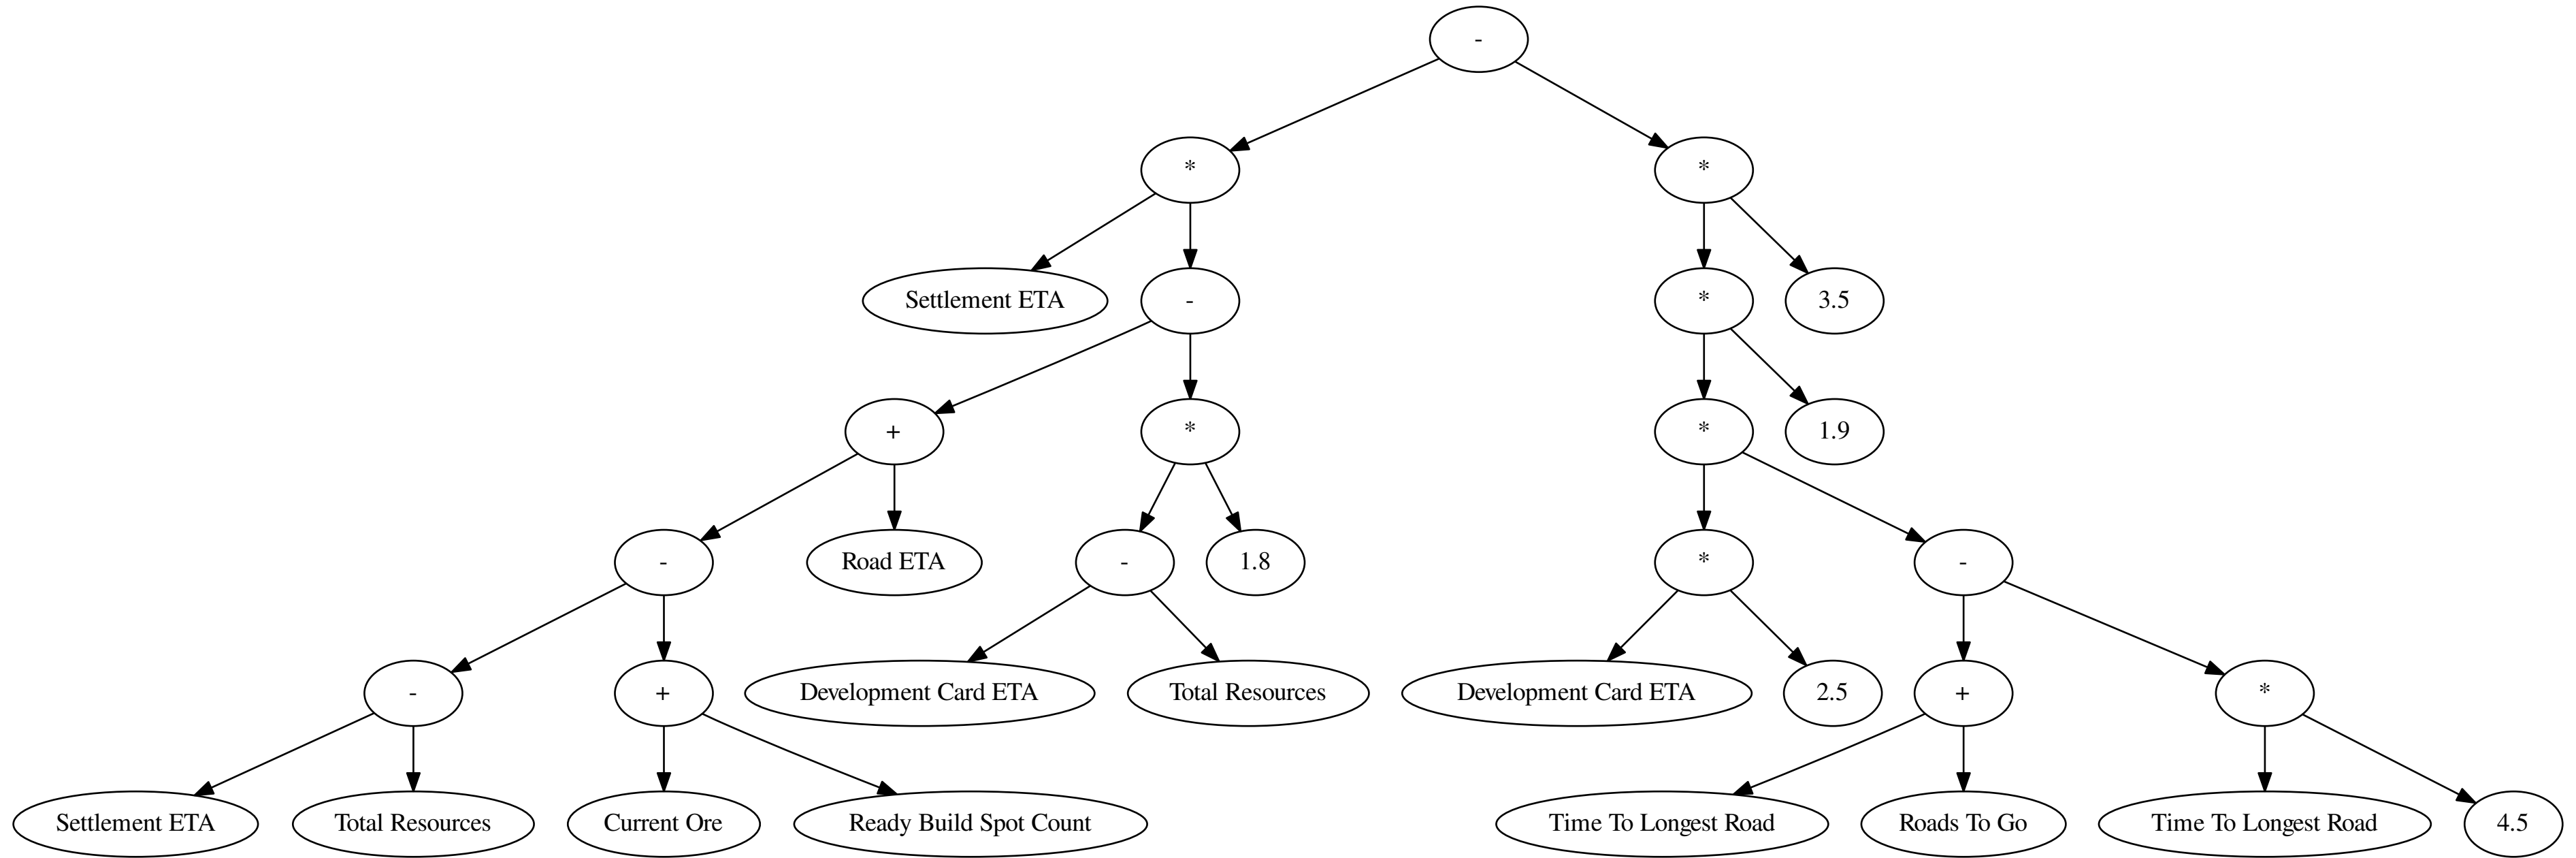 -
* *
Settlement ETA - * 3.5
+ * * 1.9
- Road ETA - 1.8 * -
- + Development Card ETA Total Resources Development Card ETA 2.5 + *
Settlement ETA Total Resources Current Ore Ready Build Spot Count Time To Longest Road Roads To Go Time To Longest Road 4.5